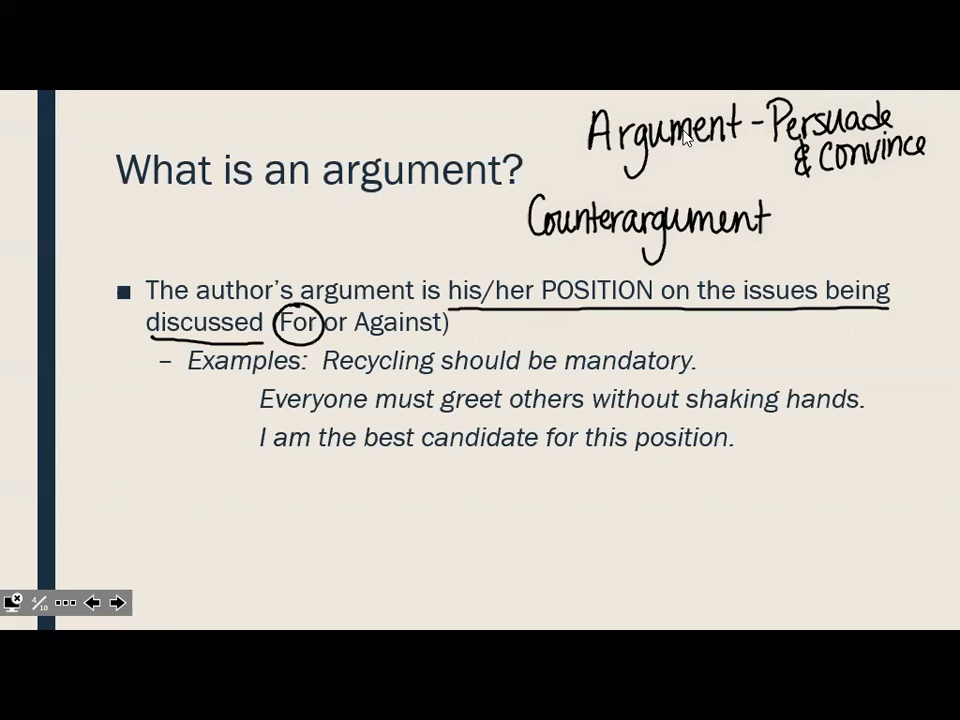 Argument - Persuade
& Convince
What is an argument?
Counterargument
■ The author's argument is his/her POSITION on the issues being
discussed (For or Against)
– Examples: Recycling should be mandatory.
Everyone must greet others without shaking hands.
I am the best candidate for this position.
4/10